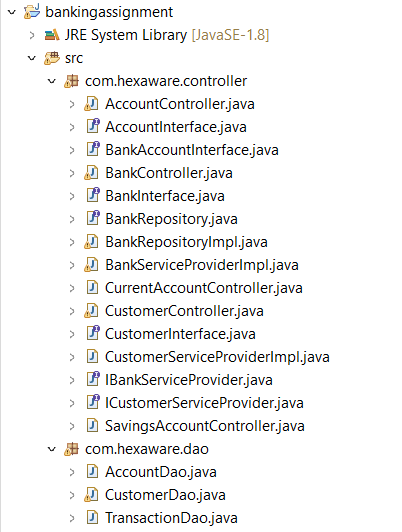 bankingassignment
JRE System Library [JavaSE-1.8]
src
com.hexaware.controller
AccountController.java
AccountInterface.java
BankAccountInterface.java
BankController.java
BankInterface.java
BankRepository.java
BankRepositoryImpl.java
BankServiceProviderImpl.java
CurrentAccountController.java
CustomerController.java
CustomerInterface.java
CustomerServiceProviderImpl.java
IBankServiceProvider.java
ICustomerServiceProvider.java
SavingsAccountController.java
com.hexaware.dao
AccountDao.java
CustomerDao.java
TransactionDao.java